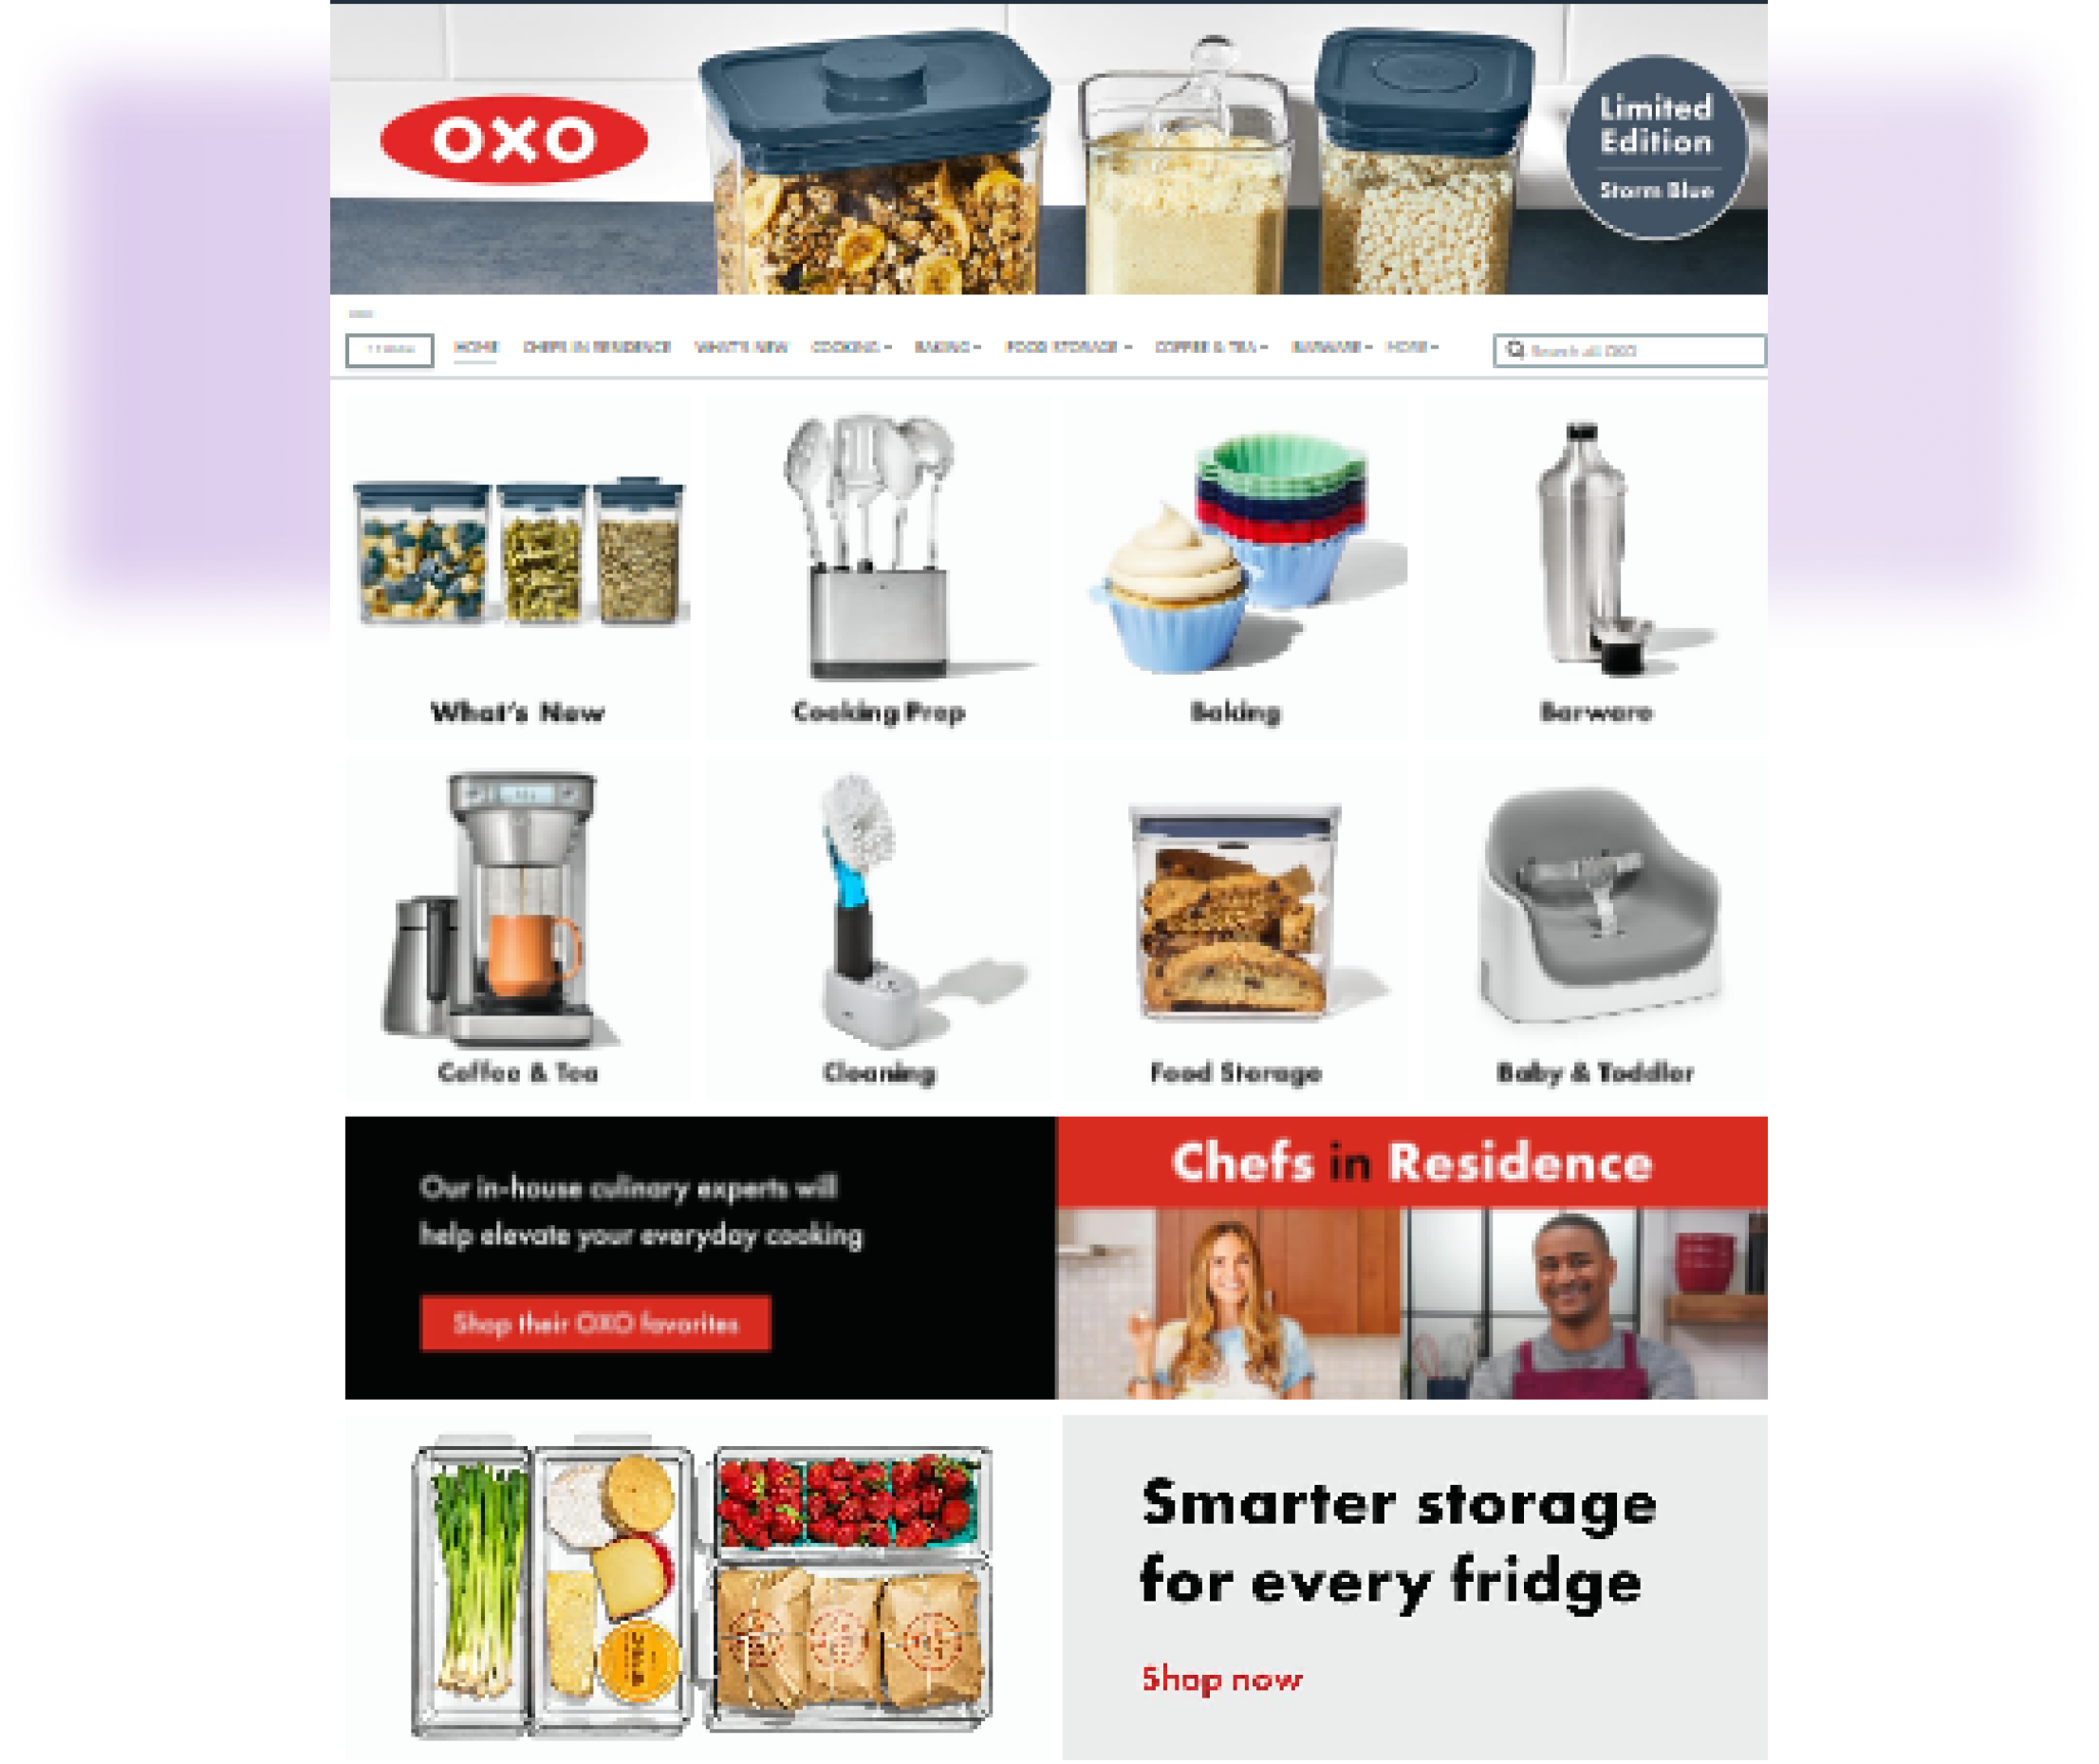 OXO
Limited
Edition
Storm Blue
HOME CHEFS IN RESIDENCE WHAT'S NEW COOKING BAKING FOOD STORAGE COFFEE & TEA BARWARE MORE
Search all OXO
What's New
Cooking Prep
Baking
Barware
Coffee & Tea
Cleaning
Food Storage
Baby & Toddler
Our in-house culinary experts will
help elevate your everyday cooking
Shop their OXO favorites
Chefs in Residence
Smarter storage
for every fridge
Shop now